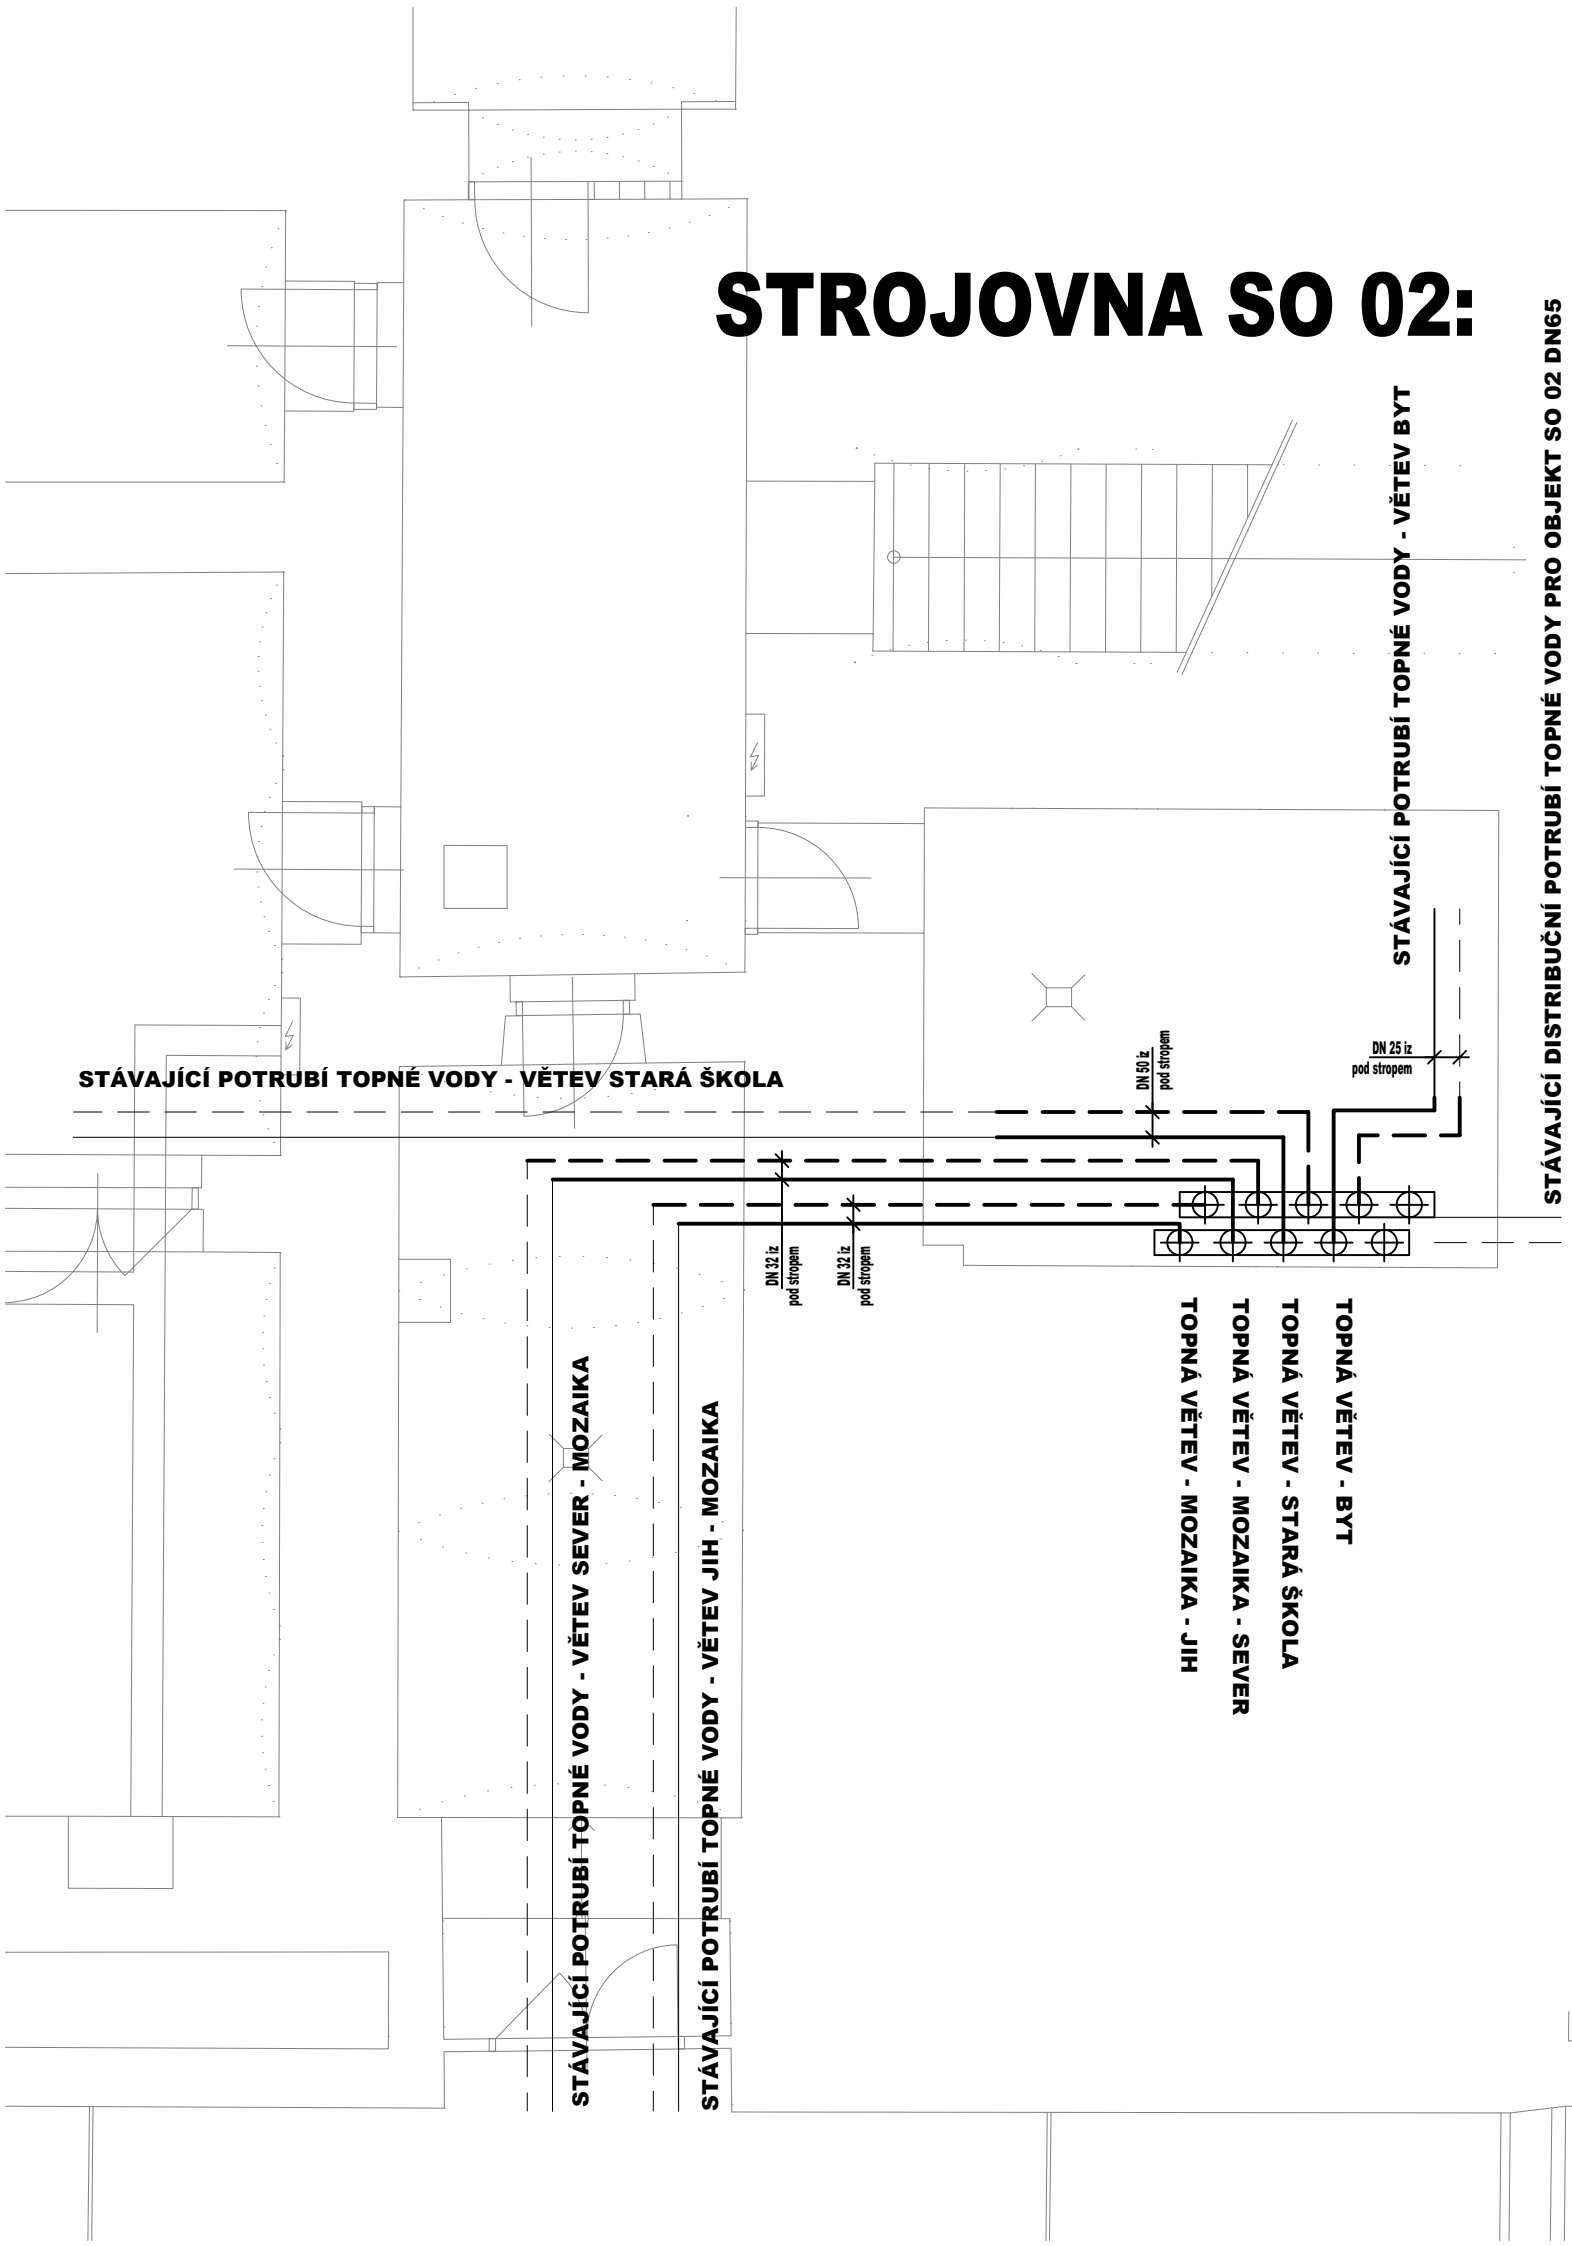 STROJOVNA SO 02:
STÁVAJÍCÍ POTRUBÍ TOPNÉ VODY - VĚTEV BYT
STÁVAJÍCÍ DISTRIBUČNÍ POTRUBÍ TOPNÉ VODY PRO OBJEKT SO 02 DN65
STÁVAJÍCÍ POTRUBÍ TOPNÉ VODY - VĚTEV STARÁ ŠKOLA
DN 50 iz
pod stropem
DN 25 iz
pod stropem
DN 32 iz
pod stropem
DN 32 iz
pod stropem
TOPNÁ VĚTEV - MOZAIKA - JIH
TOPNÁ VĚTEV - MOZAIKA - SEVER
TOPNÁ VĚTEV - STARÁ ŠKOLA
TOPNÁ VĚTEV - BYT
STÁVAJÍCÍ POTRUBÍ TOPNÉ VODY - VĚTEV SEVER - MOZAIKA
STÁVAJÍCÍ POTRUBÍ TOPNÉ VODY - VĚTEV JIH - MOZAIKA